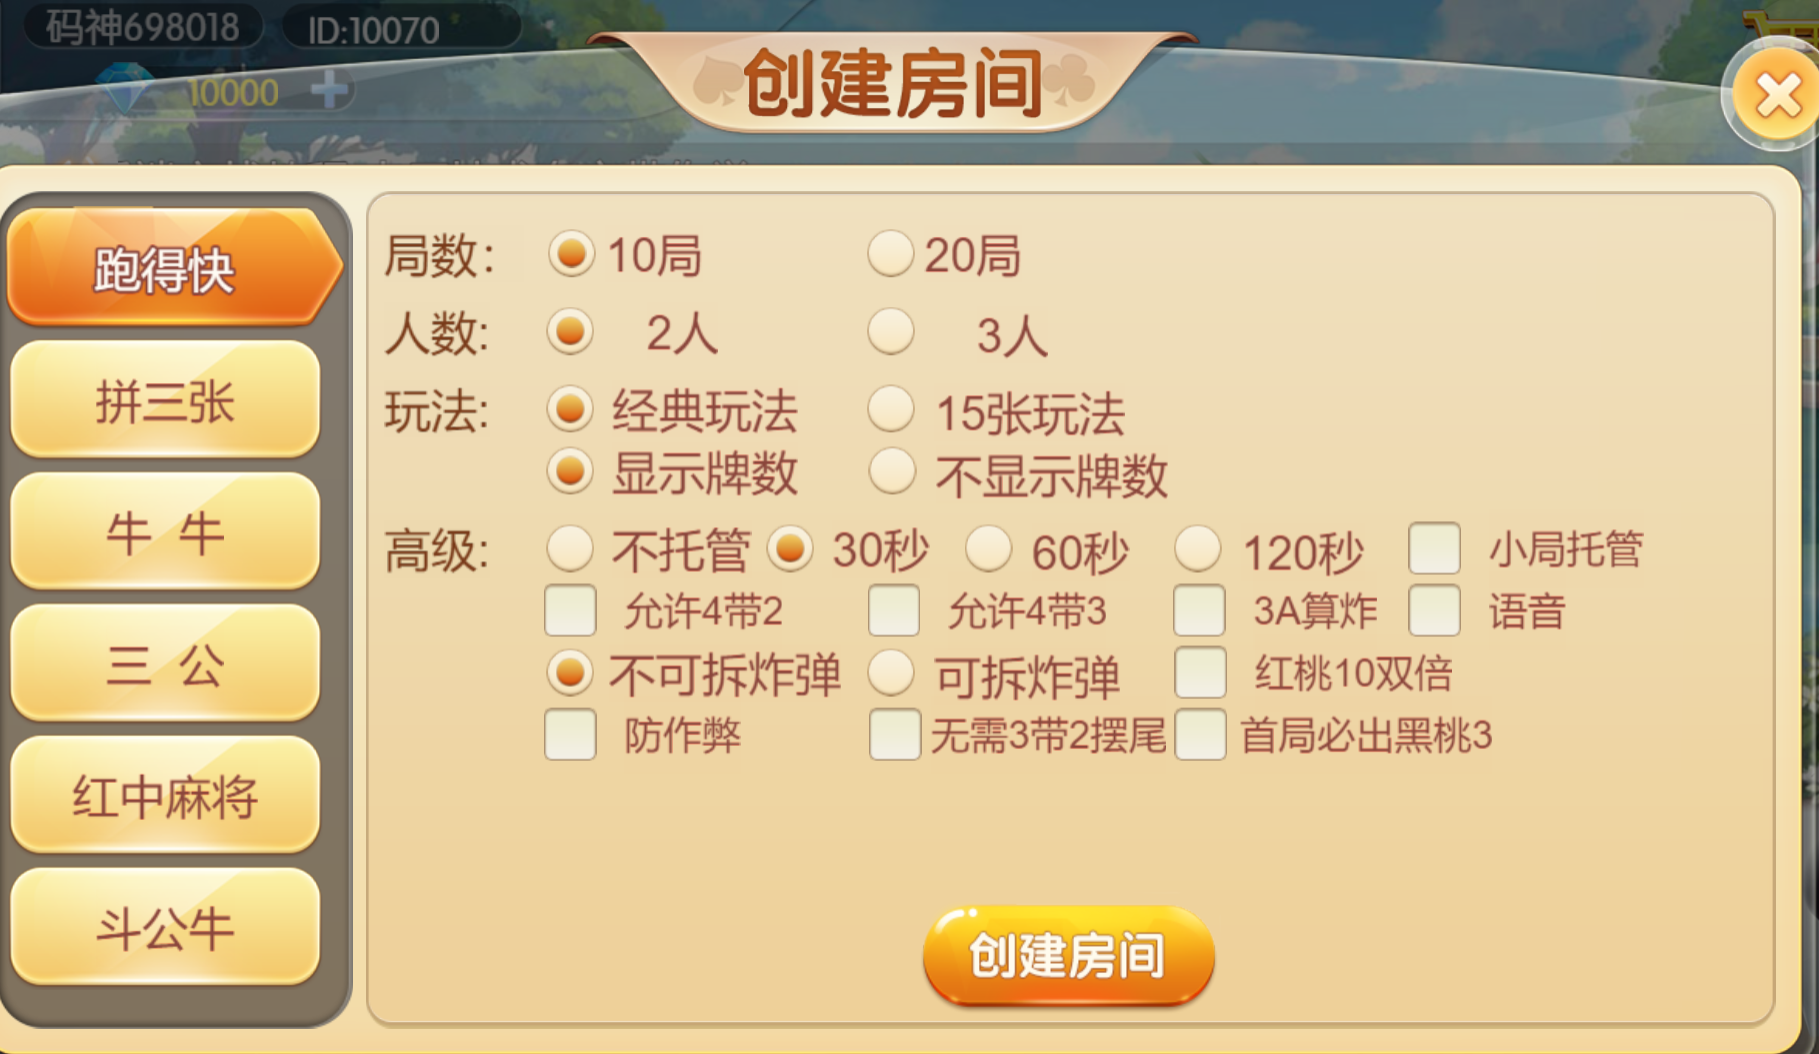 码神698018 ID:10070
10000
创建房间
跑得快
拼三张
牛 牛
三 公
红中麻将
斗公牛
局数: 10局 20局
人数: 2人 3人
玩法: 经典玩法 15张玩法
显示牌数 不显示牌数
高级: 不托管 30秒 60秒 120秒 小局托管
允许4带2 允许4带3 3A算炸 语音
不可拆炸弹 可拆炸弹 红桃10双倍
防作弊 无需3带2摆尾 首局必出黑桃3
创建房间